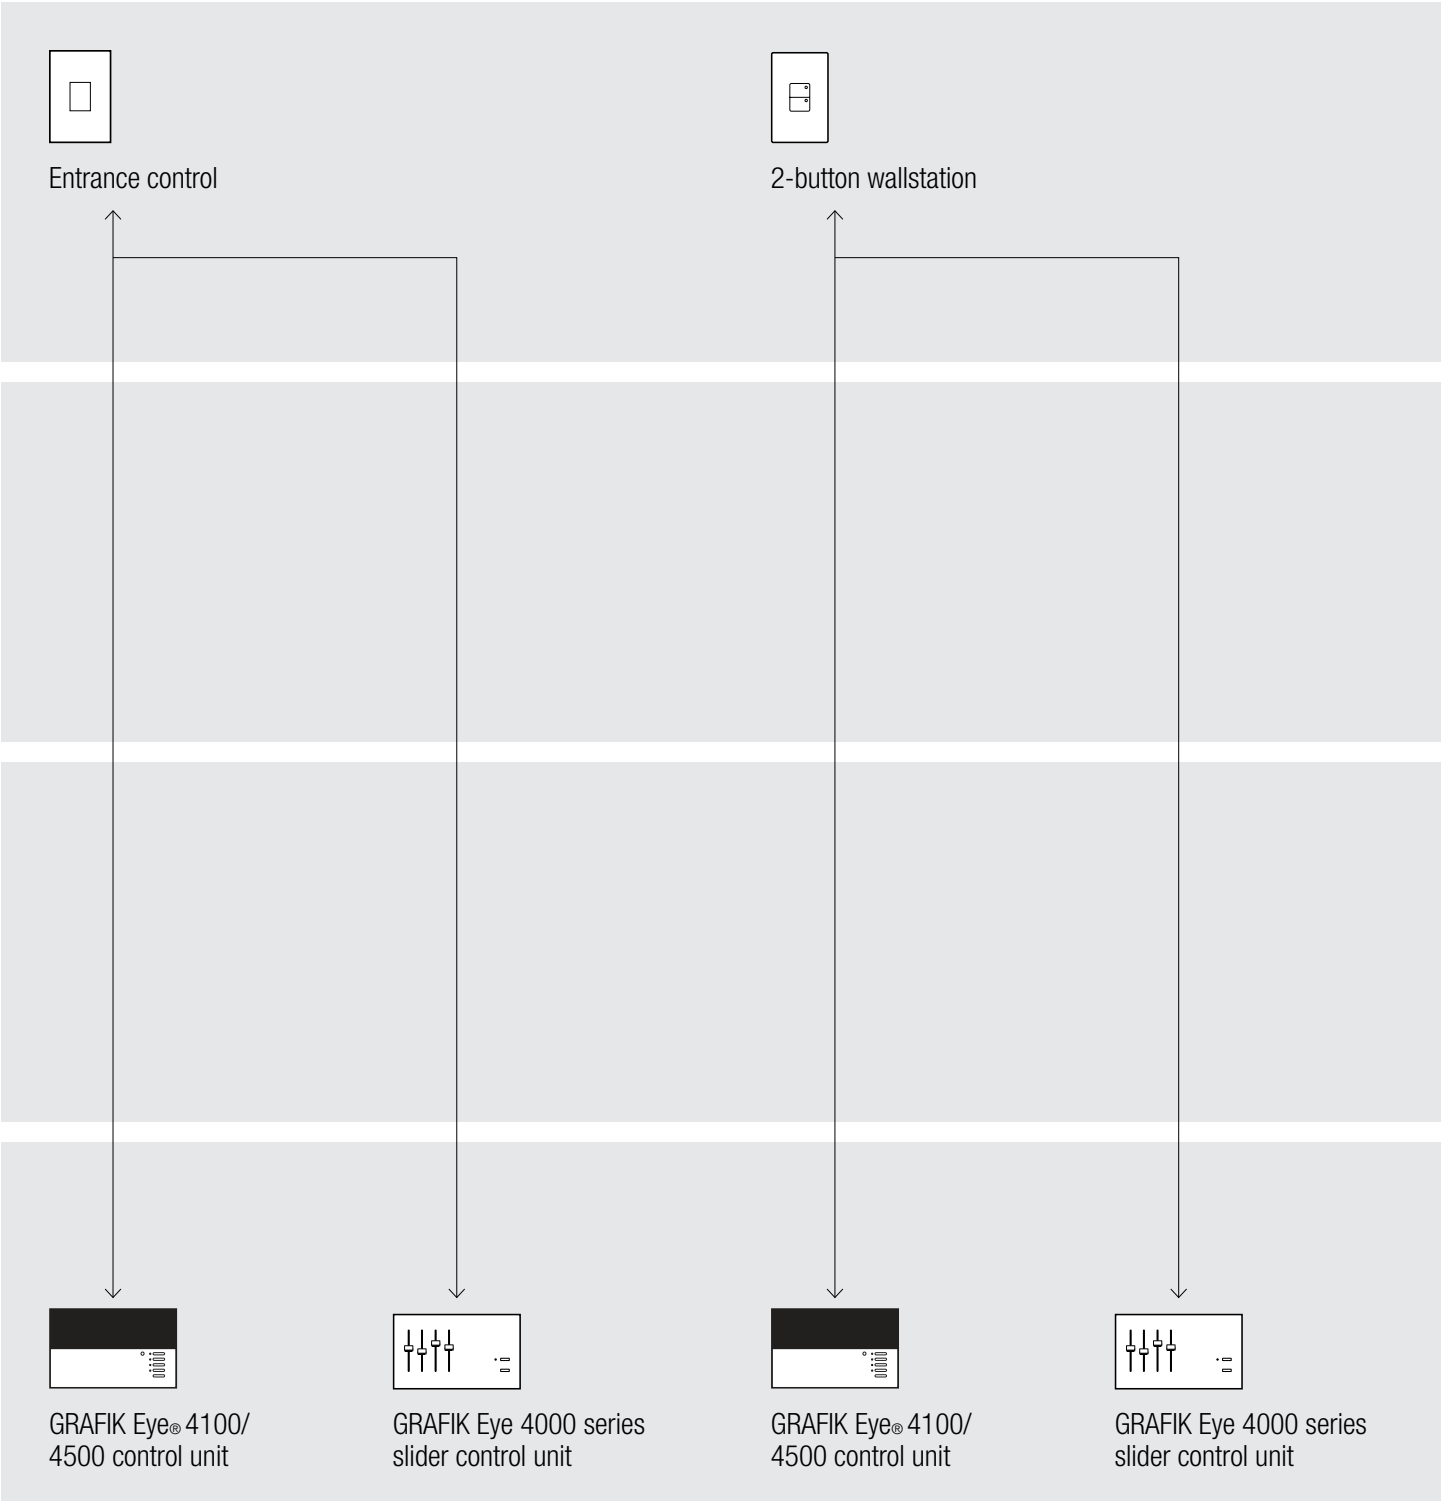 Entrance control
2-button wallstation
GRAFIK Eye® 4100/
4500 control unit
GRAFIK Eye 4000 series
slider control unit
GRAFIK Eye® 4100/
4500 control unit
GRAFIK Eye 4000 series
slider control unit